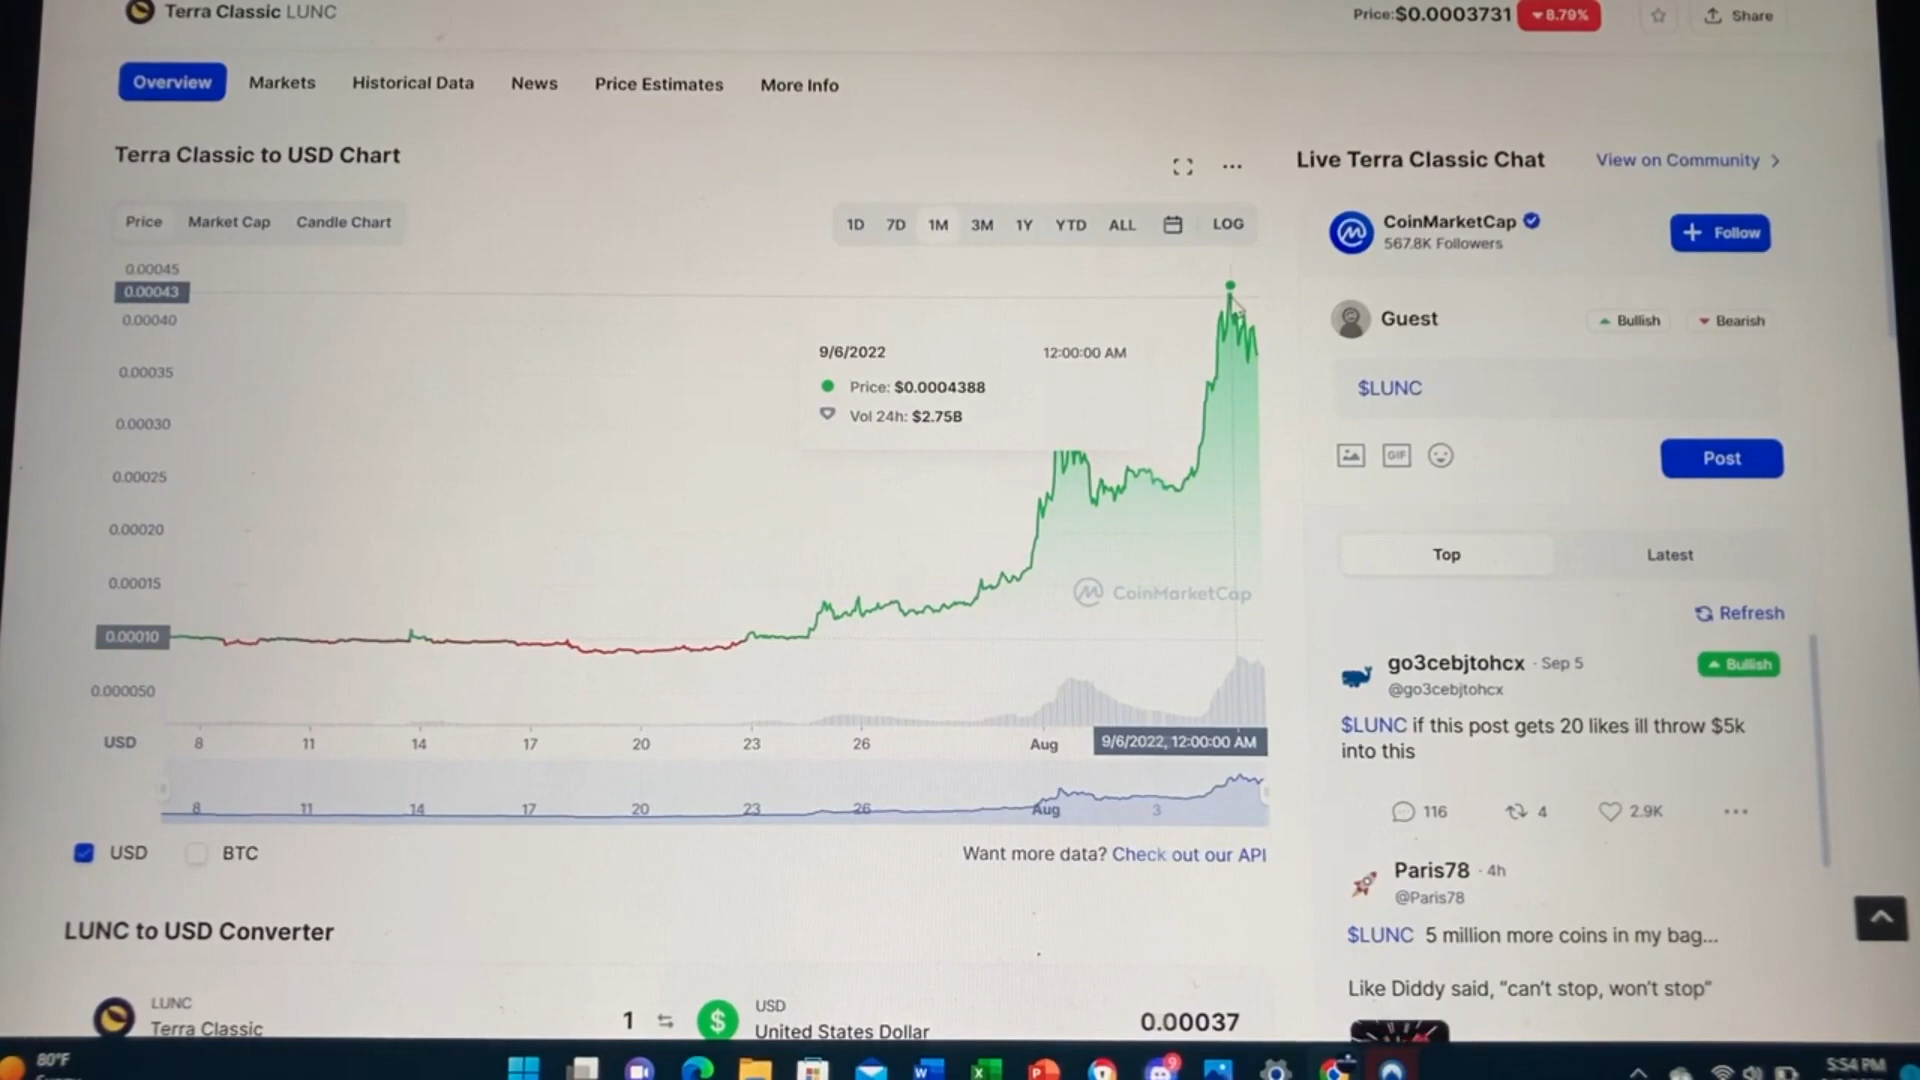 Terra Classic LUNC
Price:$0.0003731
8.79%
Share
Overview
Markets
Historical Data
News
Price Estimates
More Info
Terra Classic to USD Chart
...
Price
Market Cap
Candle Chart
1D
7D
1M
3M
1Y
YTD
ALL
LOG
0.00045
0.00043
0.00040
0.00035
0.00030
0.00025
0.00020
0.00015
0.00010
0.000050
9/6/2022
12:00:00 AM
Price: $0.0004388
Vol 24h: $2.75B
CoinMarketCap
USD
8
11
14
17
20
23
26
Aug
9/6/2022, 12:00:00 AM
8
11
14
17
20
23
26
Aug
3
USD
BTC
Want more data? Check out our API
LUNC to USD Converter
LUNC
Terra Classic
1
$
USD
United States Dollar
0.00037
Live Terra Classic Chat
View on Community
CoinMarketCap
567.8K Followers
+ Follow
Guest
Bullish
Bearish
$LUNC
GIF
Post
Top
Latest
Refresh
go3cebjtohcx · Sep 5
Bullish
@go3cebjtohcx
$LUNC if this post gets 20 likes ill throw $5k
into this
116
4
2.9K
...
Paris78 · 4h
@Paris78
$LUNC 5 million more coins in my bag...
Like Diddy said, “can't stop, won't stop”
80°F
W
X
P
9
5:54 PM